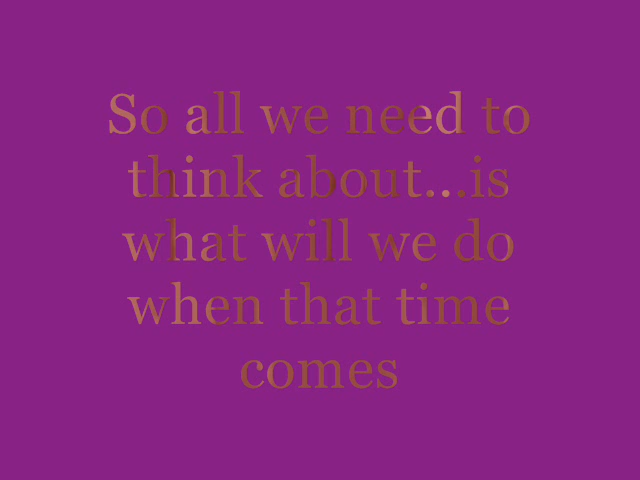 So all we need to
think about...is
what will we do
when that time
comes